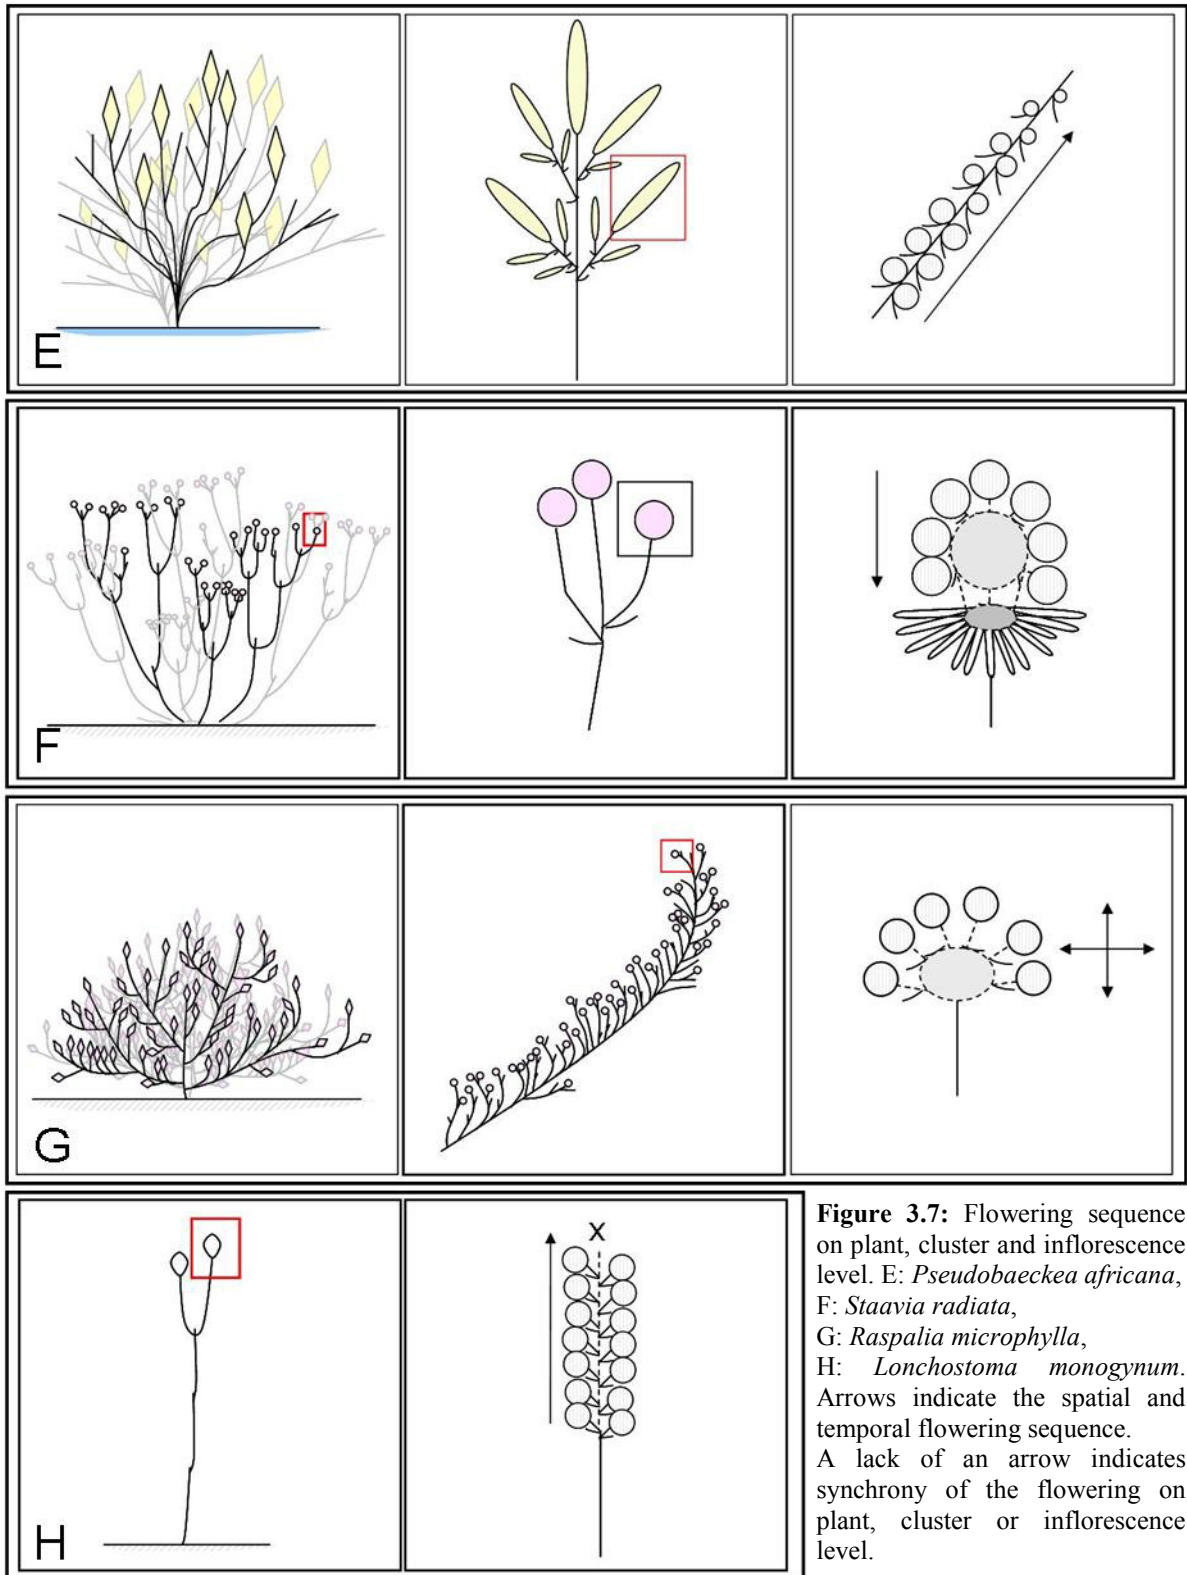 E
F
G
H
X
Figure 3.7: Flowering sequence
on plant, cluster and inflorescence
level. E: Pseudobaeckea africana,
F: Staavia radiata,
G: Raspalia microphylla,
H: Lonchostoma monogynum.
Arrows indicate the spatial and
temporal flowering sequence.
A lack of an arrow indicates
synchrony of the flowering on
plant, cluster or inflorescence
level.